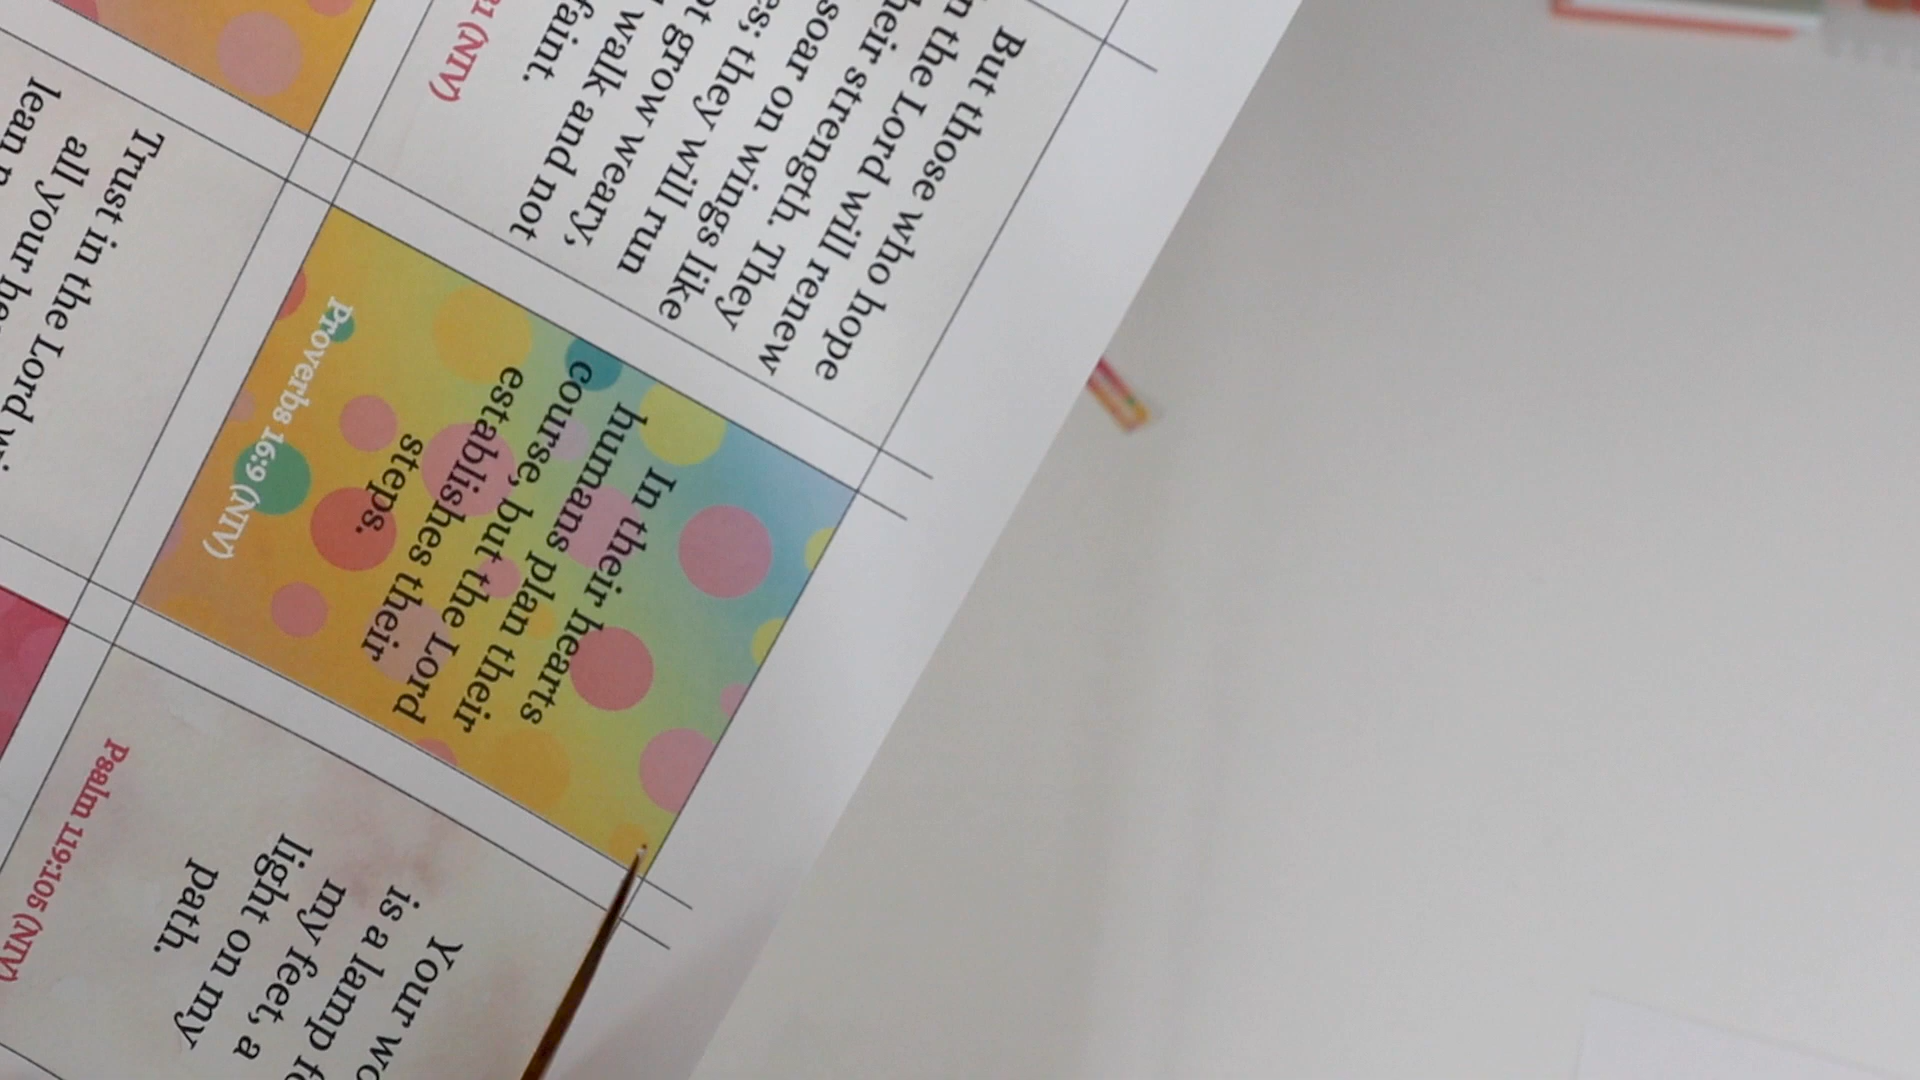 But those who hope
the Lord will renew
strength. They
soar on wings like
they will run
grow weary,
walk and not
faint.
(NIV)
In their hearts
humans plan their
course, but the Lord
establishes their
steps.
Proverbs 16:9 (NIV)
Trust in the Lord
all your
lean
Your
is a lamp
my feet, a
light on my
path.
Psalm 119:105 (NIV)